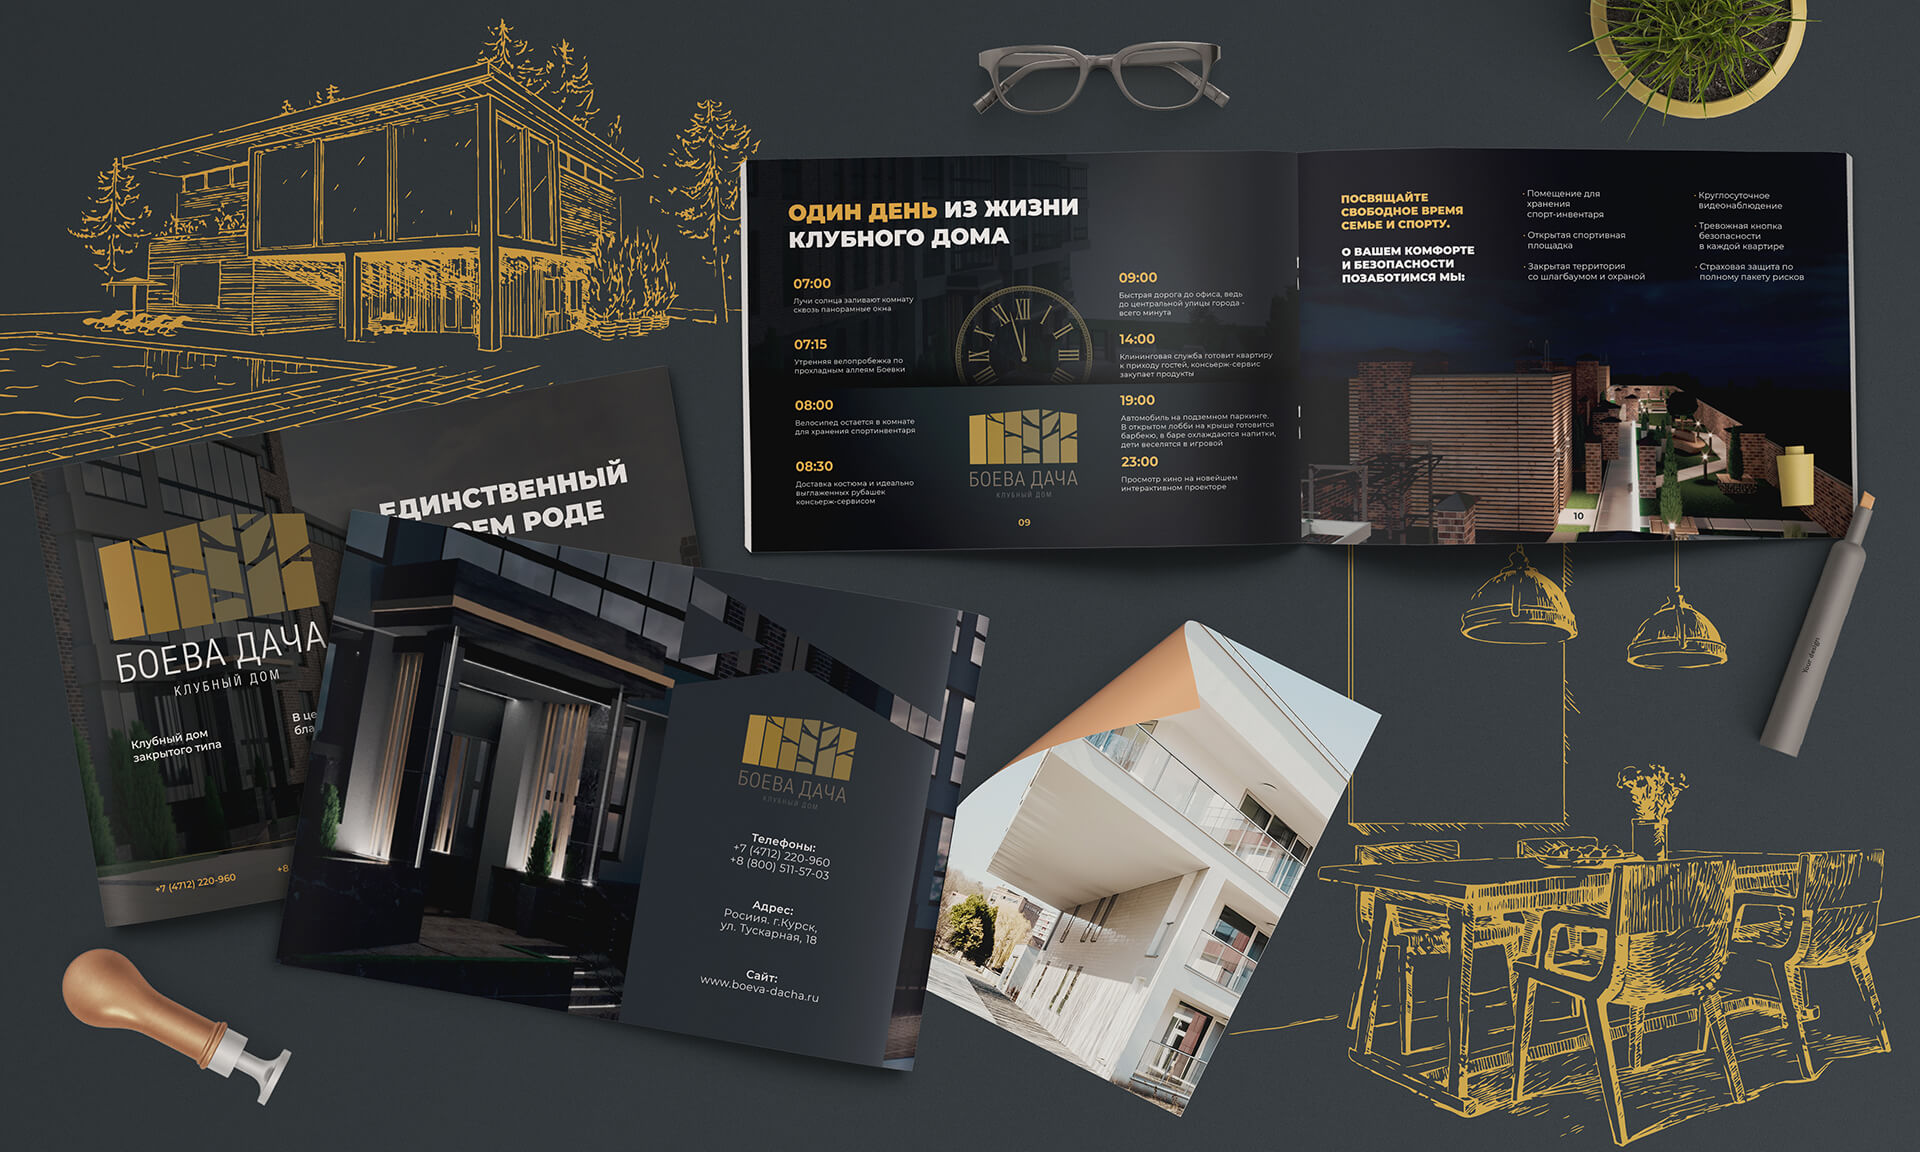 ОДИН ДЕНЬ ИЗ ЖИЗНИ
КЛУБНОГО ДОМА
07:00
Лучи солнца заливают комнату
сквозь панорамные окна
07:15
Утренняя велопробежка по
прохладным аллеям Боевки
08:00
Велосипед остается в комнате
для хранения спортинвентаря
08:30
Доставка костюма и идеально
выглаженных рубашек
консьерж-сервисом
XII
БОЕВА ДАЧА
КЛУБНЫЙ ДОМ
09
09:00
Быстрая дорога до офиса, ведь
до центральной улицы города -
всего минута
14:00
Клининговая служба готовит квартиру
к приходу гостей, консьерж-сервис
закупает продукты
19:00
Автомобиль на подземном паркинге.
В открытом лобби на крыше готовится
барбекю, в баре охлаждаются напитки,
дети веселятся в игровой
23:00
Просмотр кино на новейшем
интерактивном проекторе
ПОСВЯЩАЙТЕ
СВОБОДНОЕ ВРЕМЯ
СЕМЬЕ И СПОРТУ.
О ВАШЕМ КОМФОРТЕ
И БЕЗОПАСНОСТИ
ПОЗАБОТИМСЯ МЫ:
· Помещение для
хранения
спорт-инвентаря
· Открытая спортивная
площадка
· Закрытая территория
со шлагбаумом и охраной
· Круглосуточное
видеонаблюдение
· Тревожная кнопка
безопасности
в каждой квартире
· Страховая защита по
полному пакету рисков
10
ЕДИНСТВЕННЫЙ
РОДЕ
БОЕВА ДАЧА
КЛУБНЫЙ ДОМ
Клубный дом
закрытого типа
В це
бла
+7 (4712) 220-960
+8
БОЕВА ДАЧА
КЛУБНЫЙ ДОМ
Телефоны:
+7 (4712) 220-960
+8 (800) 511-57-03
Адрес:
Росиия. г.Курск,
ул. Тускарная, 18
Сайт:
www.boeva-dacha.ru
Your design